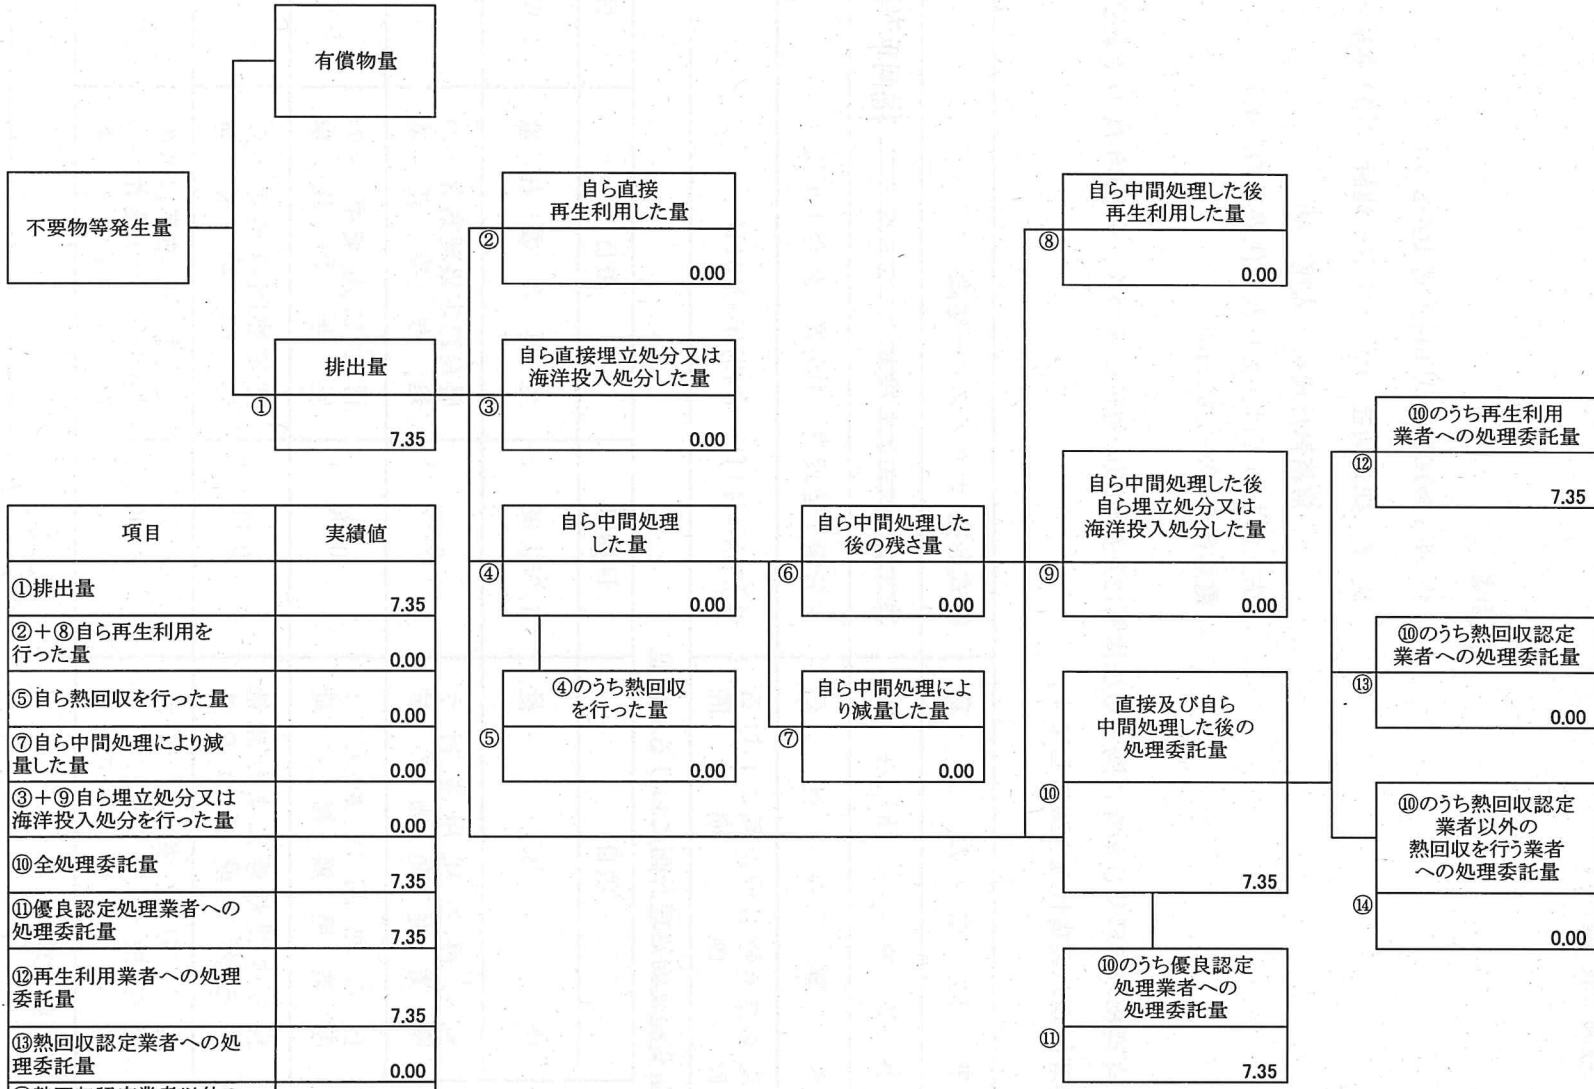 有償物量
不要物等発生量
排出量
①
7.35
自ら直接
再生利用した量
②
0.00
自ら直接埋立処分又は
海洋投入処分した量
③
0.00
自ら中間処理
した量
④
0.00
④のうち熱回収
を行った量
⑤
0.00
自ら中間処理した
後の残さ量
⑥
0.00
自ら中間処理によ
り減量した量
⑦
0.00
自ら中間処理した後
再生利用した量
⑧
0.00
自ら中間処理した後
自ら埋立処分又は
海洋投入処分した量
⑨
0.00
直接及び自ら
中間処理した後の
処理委託量
⑩
7.35
⑩のうち優良認定
処理業者への
処理委託量
⑪
7.35
⑩のうち再生利用
業者への処理委託量
⑫
7.35
⑩のうち熱回収認定
業者への処理委託量
⑬
0.00
⑩のうち熱回収認定
業者以外の
熱回収を行う業者
への処理委託量
⑭
0.00
項目 実績値
①排出量
7.35
②+⑧自ら再生利用を
行った量
0.00
⑤自ら熱回収を行った量
0.00
⑦自ら中間処理により減
量した量
0.00
③+⑨自ら埋立処分又は
海洋投入処分を行った量
0.00
⑩全処理委託量
7.35
⑪優良認定処理業者への
処理委託量
7.35
⑫再生利用業者への処理
委託量
7.35
⑬熱回収認定業者への処
理委託量
0.00